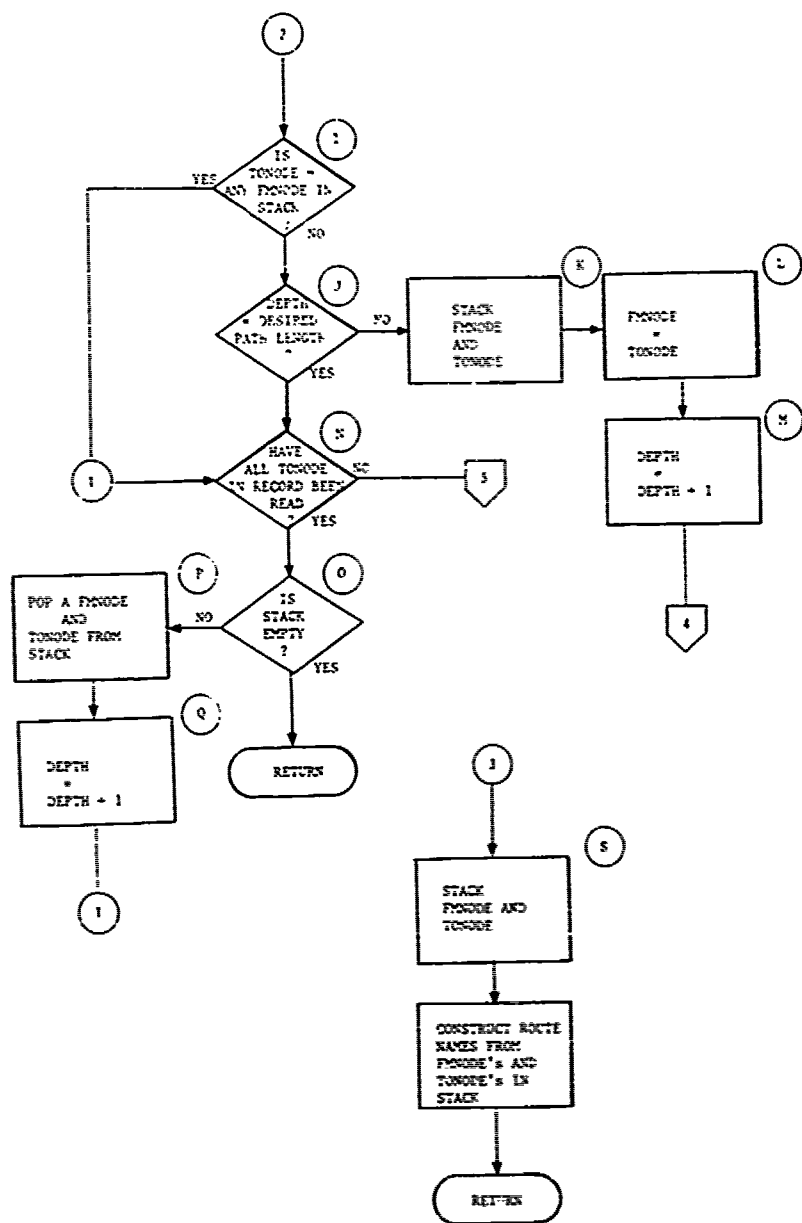 2
IS
TONODE =
ANY FMNODE IN
STACK
?
YES
NO
J
DEPTH
= DESIRED
PATH LENGTH
?
NO
YES
K
STACK
FMNODE
AND
TONODE
L
FMNODE
=
TONODE
M
DEPTH
=
DEPTH + 1
4
1
N
HAVE
ALL TONODE
IN RECORD BEEN
READ
?
NO
YES
5
O
IS
STACK
EMPTY
?
NO
YES
P
POP A FMNODE
AND
TONODE FROM
STACK
Q
DEPTH
=
DEPTH + 1
1
RETURN
3
S
STACK
FMNODE AND
TONODE
CONSTRUCT ROUTE
NAMES FROM
FMNODE's AND
TONODE's IN
STACK
RETURN